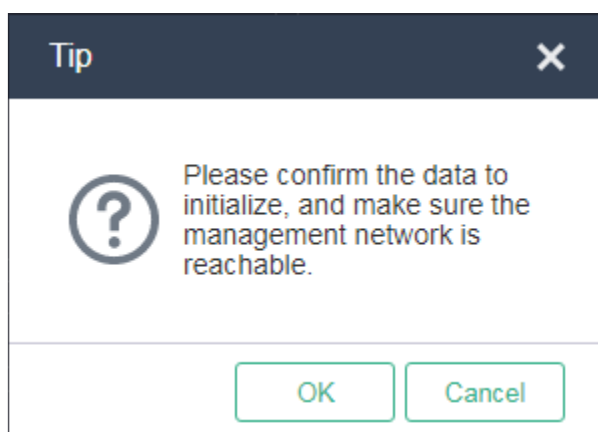 Tip
Please confirm the data to
initialize, and make sure the
management network is
reachable.
OK
Cancel